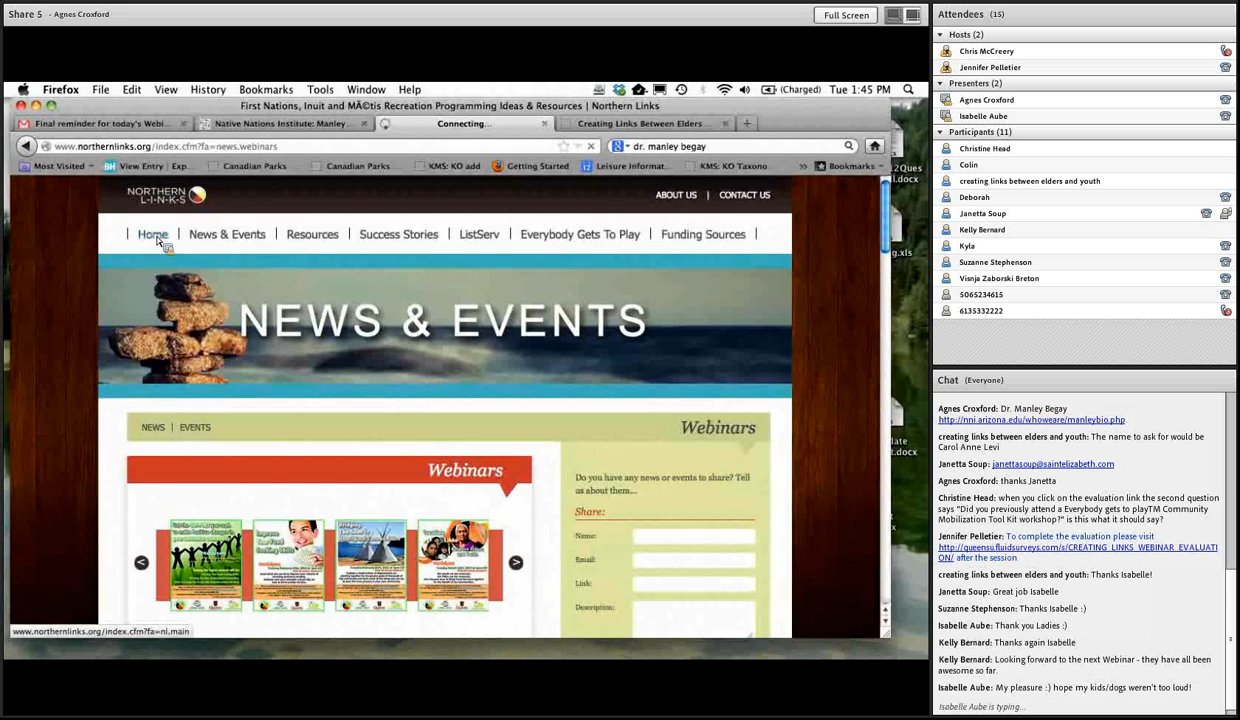 Share 5 - Agnes Croxford
Full Screen
Firefox File Edit View History Bookmarks Tools Window Help
(Charged) Tue 1:45 PM
First Nations, Inuit and MÃ©tis Recreation Programming Ideas & Resources | Northern Links
Final reminder for today's Webi...
Native Nations Institute: Manley...
Connecting...
Creating Links Between Elders ...
www.northernlinks.org/index.cfm?fa=news.webinars
dr. manley begay
Most Visited
View Entry | Exp...
Canadian Parks
Canadian Parks
KMS: KO add
Getting Started
Leisure Informat...
KMS: KO Taxono
Bookmarks
NORTHERN
L-I-N-K-S
ABOUT US | CONTACT US
Home | News & Events | Resources | Success Stories | ListServ | Everybody Gets To Play | Funding Sources
NEWS & EVENTS
NEWS | EVENTS
Webinars
Webinars
Do you have any news or events to share? Tell
us about them...
Share:
Name:
Email:
Link:
Description:
www.northernlinks.org/index.cfm?fa=nl.main
.2Ques
l.docx
g.xls
late
t.docx
Attendees (15)
Hosts (2)
Chris McCreery
Jennifer Pelletier
Presenters (2)
Agnes Croxford
Isabelle Aube
Participants (11)
Christine Head
Colin
creating links between elders and youth
Deborah
Janetta Soup
Kelly Bernard
Kyla
Suzanne Stephenson
Visnja Zaborski Breton
5065234615
6135332222
Chat (Everyone)
Agnes Croxford: Dr. Manley Begay
http://nni.arizona.edu/whoweare/manleybio.php
creating links between elders and youth: The name to ask for would be
Carol Anne Levi
Janetta Soup: janettasoup@saintelizabeth.com
Agnes Croxford: thanks Janetta
Christine Head: when you click on the evaluation link the second question
says "Did you previously attend a Everybody gets to playTM Community
Mobilization Tool Kit workshop?" is this what it should say?
Jennifer Pelletier: To complete the evaluation please visit
http://queensu.fluidsurveys.com/s/CREATING_LINKS_WEBINAR_EVALUATI
ON/ after the session
creating links between elders and youth: Thanks Isabelle!
Janetta Soup: Great job Isabelle
Suzanne Stephenson: Thanks Isabelle :)
Isabelle Aube: Thank you Ladies :)
Kelly Bernard: Thanks again Isabelle
Kelly Bernard: Looking forward to the next Webinar - they have all been
awesome so far.
Isabelle Aube: My pleasure :) hope my kids/dogs weren't too loud!
Isabelle Aube is typing...